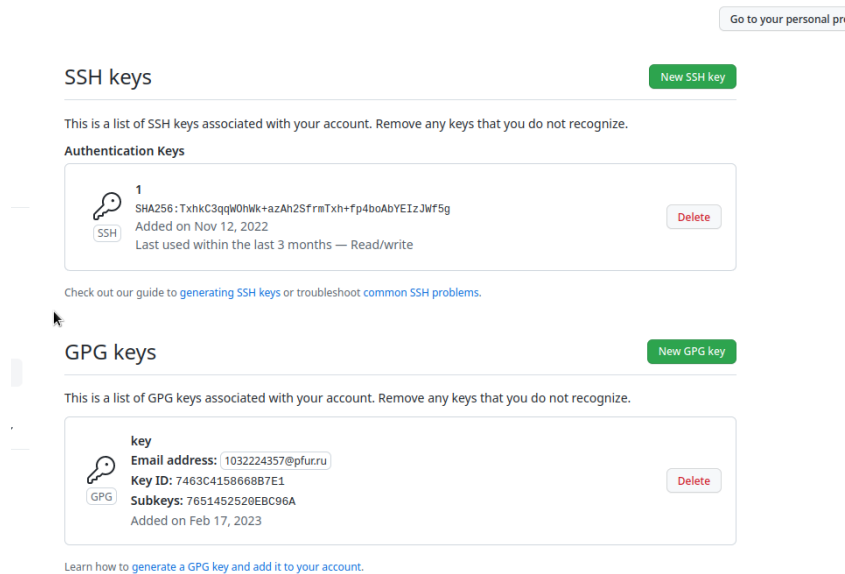 Go to your personal pro
SSH keys
New SSH key
This is a list of SSH keys associated with your account. Remove any keys that you do not recognize.
Authentication Keys
1
SHA256:TxhkC3qqWOhWk+azAh2SfrmTxh+fp4boAbYEIzJWf5g
SSH
Added on Nov 12, 2022
Last used within the last 3 months — Read/write
Delete
Check out our guide to generating SSH keys or troubleshoot common SSH problems.
GPG keys
New GPG key
This is a list of GPG keys associated with your account. Remove any keys that you do not recognize.
key
Email address: 1032224357@pfur.ru
Key ID: 7463C4158668B7E1
GPG
Subkeys: 7651452520EBC96A
Added on Feb 17, 2023
Delete
Learn how to generate a GPG key and add it to your account.